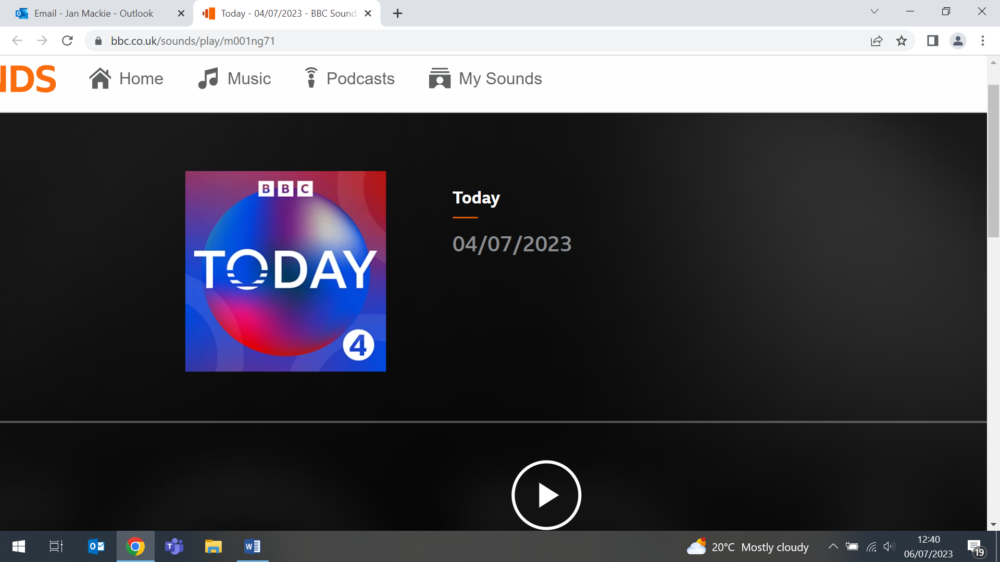 Email - Jan Mackie - Outlook
Today - 04/07/2023 - BBC Sound
bbc.co.uk/sounds/play/m001ng71
NDS
Home
Music
Podcasts
My Sounds
BBC
TODAY
4
Today
04/07/2023
20°C Mostly cloudy
12:40
06/07/2023
19